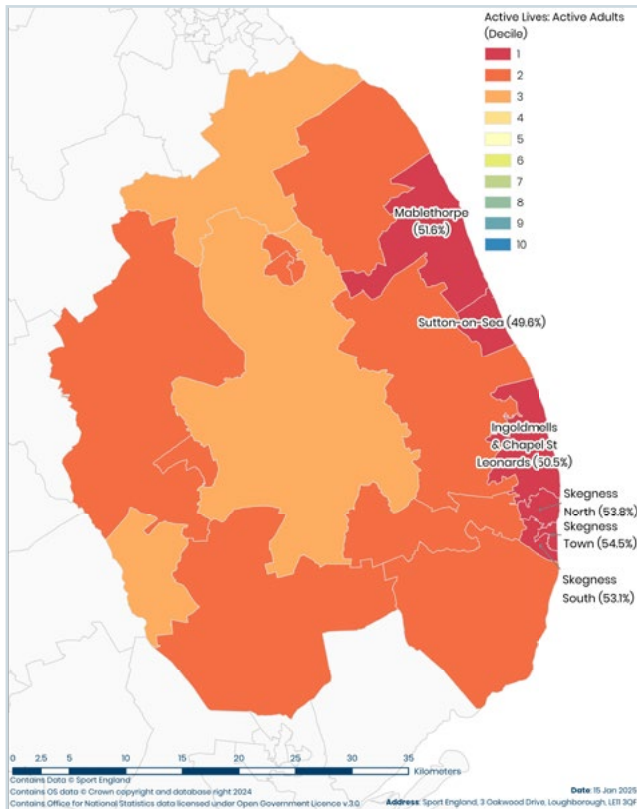 Active Lives: Active Adults
(Decile)
1
2
3
4
5
6
7
8
9
10
Mablethorpe
(51.6%)
Sutton-on-Sea (49.6%)
Ingoldmells
& Chapel St
Leonards (50.5%)
Skegness
North (53.8%)
Skegness
Town (54.5%)
Skegness
South (53.1%)
0 2.5 5 10 15 20 25 30 35
Kilometers
Contains Data © Sport England
Contains OS data © Crown copyright and database right 2024
Contains Office for National Statistics data licensed under Open Government Licence v.3.0
Date: 15 Jan 2025
Address: Sport England, 3 Oakwood Drive, Loughborough, LE11 3QF